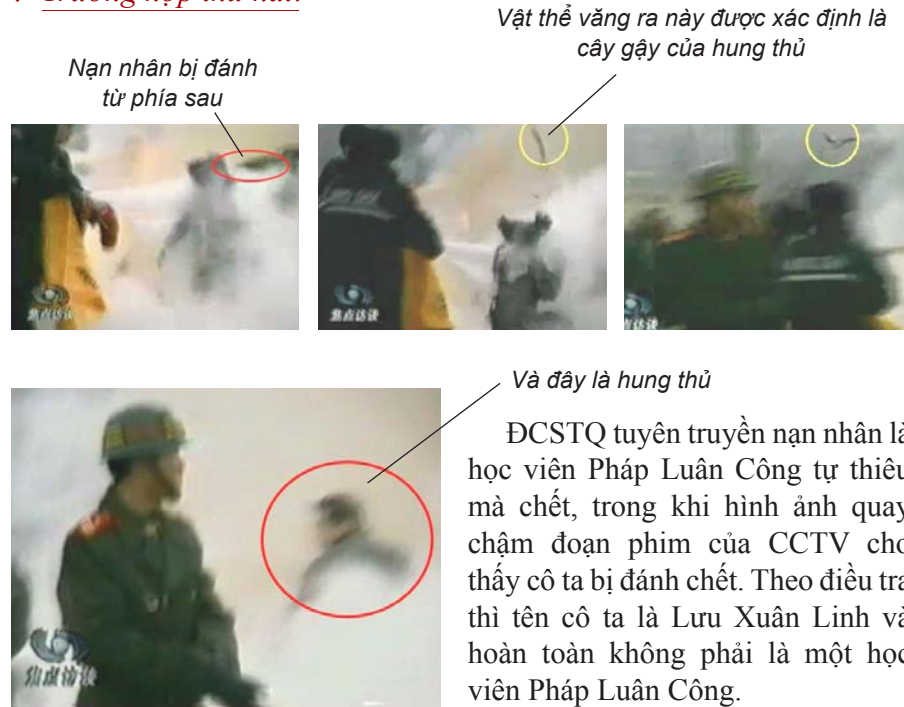 Trường hợp thứ hai:
Vật thể văng ra này được xác định là
cây gậy của hung thủ
Nạn nhân bị đánh
từ phía sau
焦点访谈
焦点访谈
焦点访谈
Và đây là hung thủ
ĐCSTQ tuyên truyền nạn nhân là
học viên Pháp Luân Công tự thiêu
mà chết, trong khi hình ảnh quay
chậm đoạn phim của CCTV cho
thấy cô ta bị đánh chết. Theo điều tra
thì tên cô ta là Lưu Xuân Linh và
hoàn toàn không phải là một học
viên Pháp Luân Công.
焦点访谈